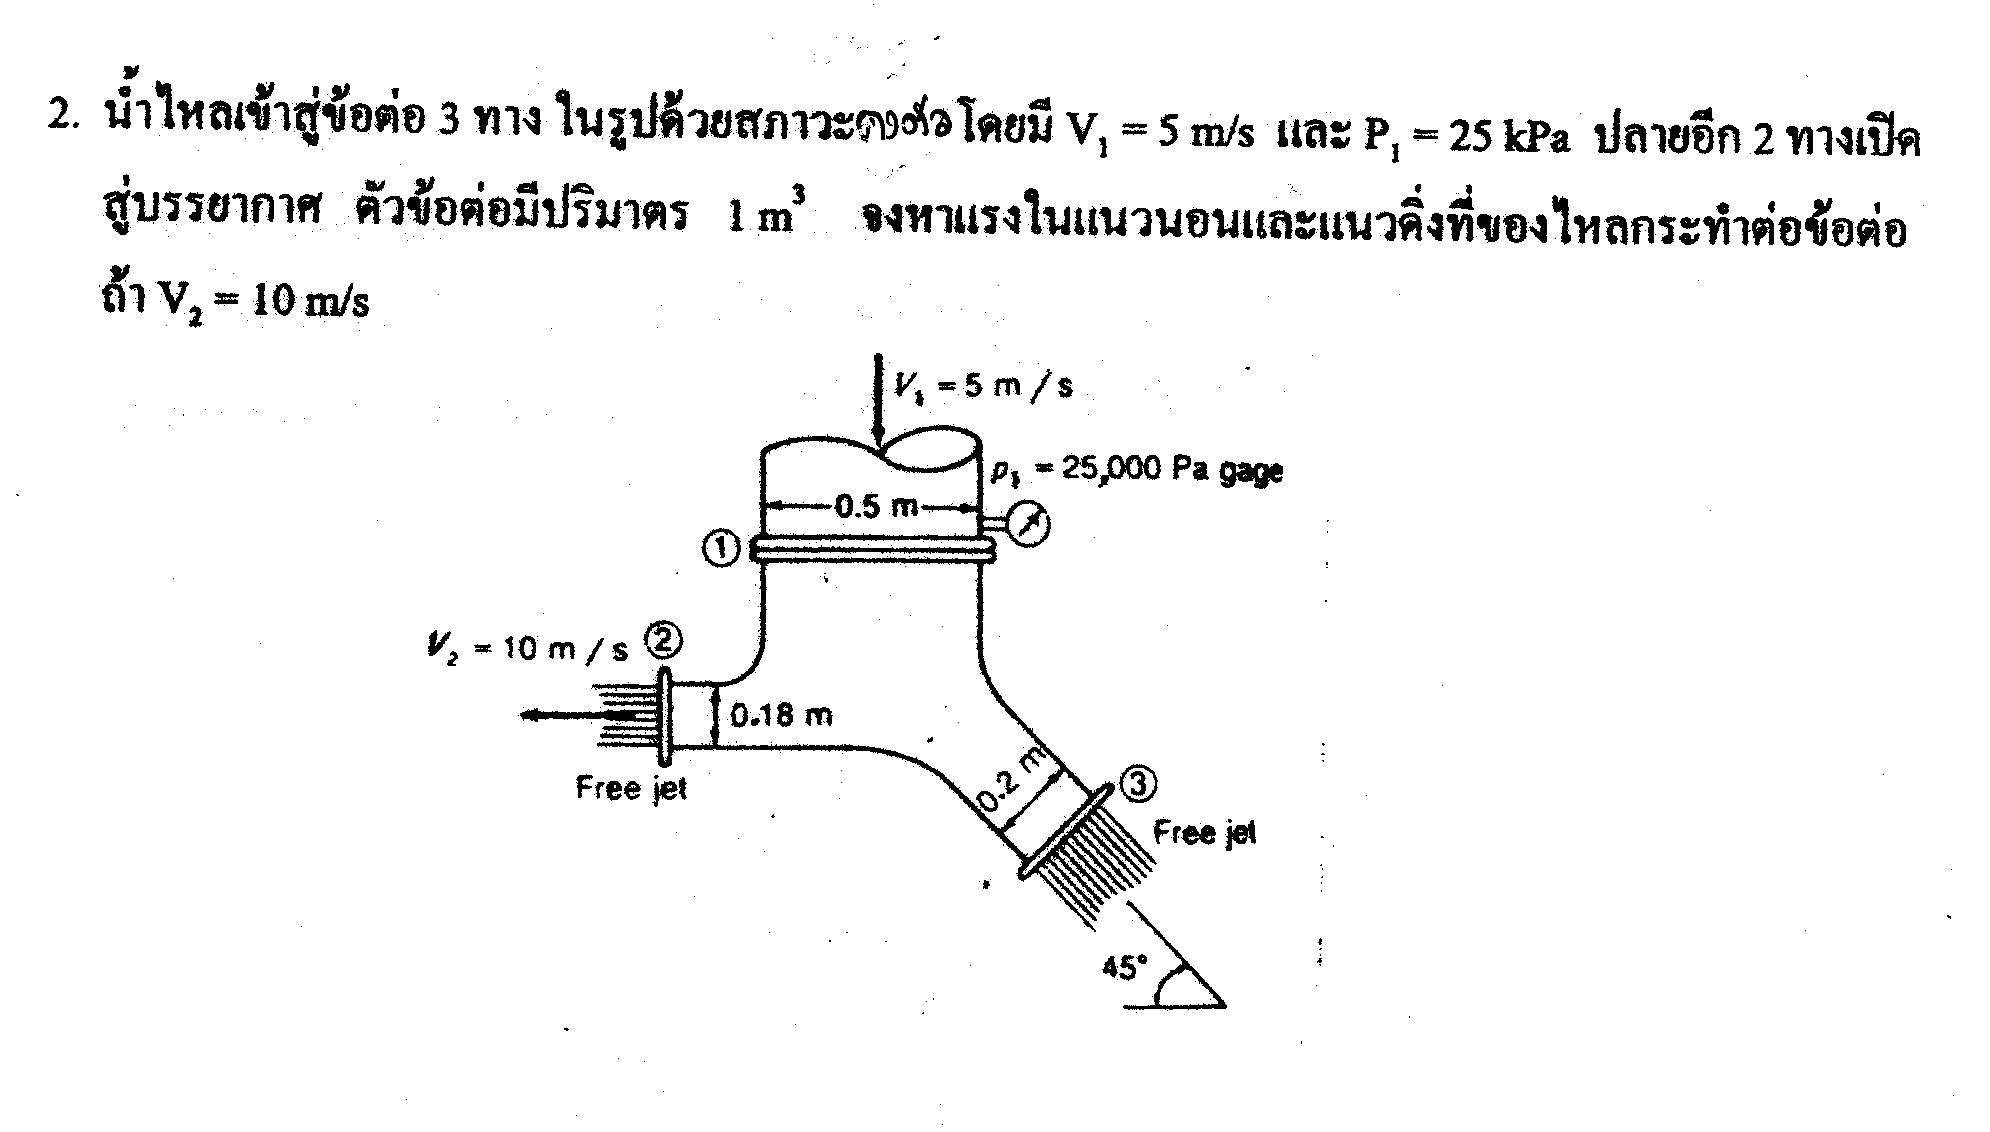 2. น้ำไหลเข้าสู่ข้อต่อ 3 ทาง ในรูปด้วยสภาวะคงตัวโดยมี V₁ = 5 m/s และ P₁ = 25 kPa ปลายอีก 2 ทางเปิด
สู่บรรยากาศ ตัวข้อต่อมีปริมาตร 1 m³ จงหาแรงในแนวนอนและแนวดิ่งที่ของไหลกระทำต่อข้อต่อ
ถ้า V₂ = 10 m/s
V₁ = 5 m / s
p₁ = 25,000 Pa gage
0.5 m
①
V₂ = 10 m / s ②
0.18 m
Free jet
0.2 m
③
Free jet
45°